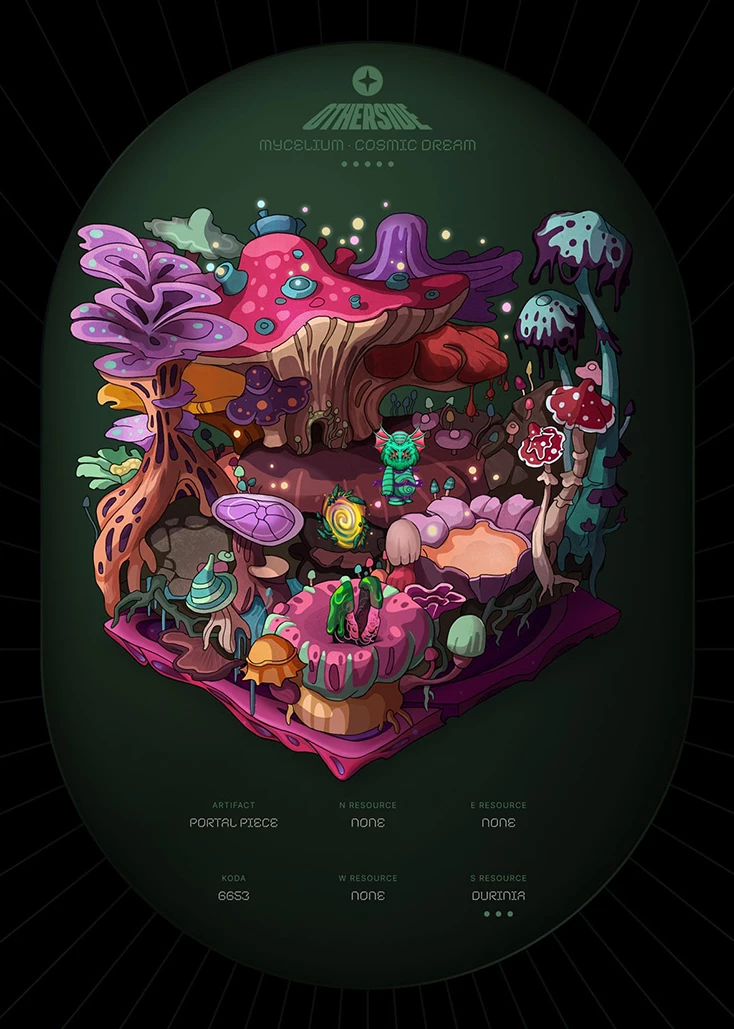 OTHERSIDE
MYCELIUM · COSMIC DREAM
ARTIFACT N RESOURCE E RESOURCE
PORTAL PIECE NONE NONE
KODA W RESOURCE S RESOURCE
6653 NONE DURINIA